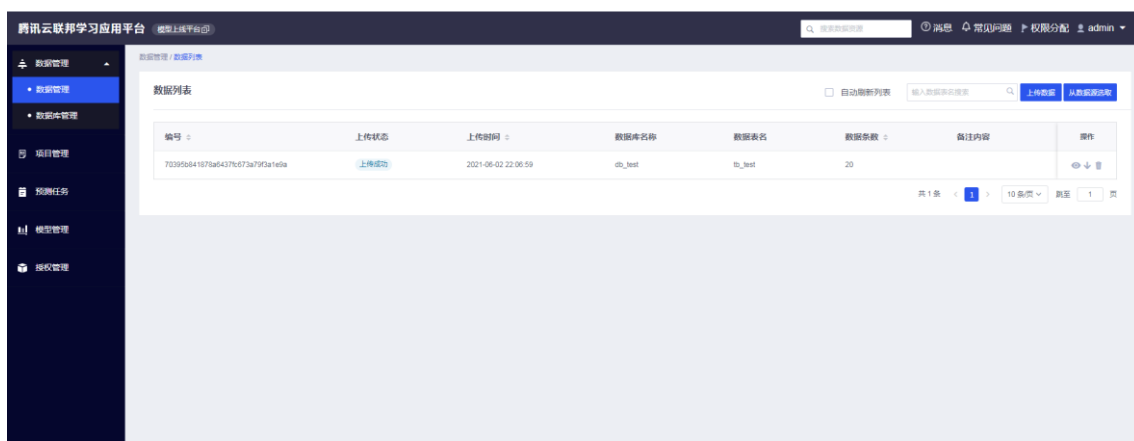 腾讯云联邦学习应用平台 模型上线平台 搜索数据资源 消息 常见问题 权限分配 admin
数据管理
数据管理
数据库管理
项目管理
预测任务
模型管理
授权管理
数据管理 / 数据列表
数据列表 自动刷新列表 输入数据表名搜索 上传数据 从数据源选取
编号 上传状态 上传时间 数据库名称 数据表名 数据条数 备注内容 操作
上传成功 2021-06-02 22:06:59 db_test tb_test 20
共 1 条 < 1 > 10 条/页 跳至 1 页